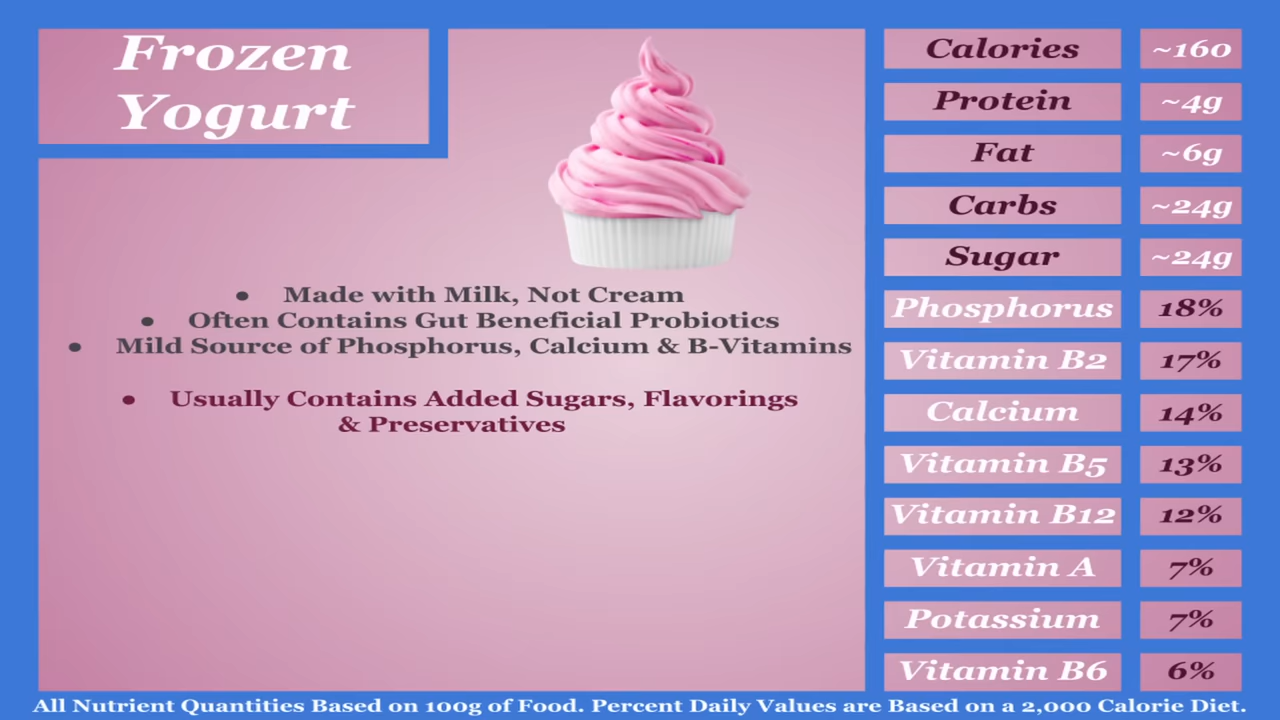 Frozen
Yogurt
● Made with Milk, Not Cream
● Often Contains Gut Beneficial Probiotics
● Mild Source of Phosphorus, Calcium & B-Vitamins
● Usually Contains Added Sugars, Flavorings
& Preservatives
Calories ~160
Protein ~4g
Fat ~6g
Carbs ~24g
Sugar ~24g
Phosphorus 18%
Vitamin B2 17%
Calcium 14%
Vitamin B5 13%
Vitamin B12 12%
Vitamin A 7%
Potassium 7%
Vitamin B6 6%
All Nutrient Quantities Based on 100g of Food. Percent Daily Values are Based on a 2,000 Calorie Diet.